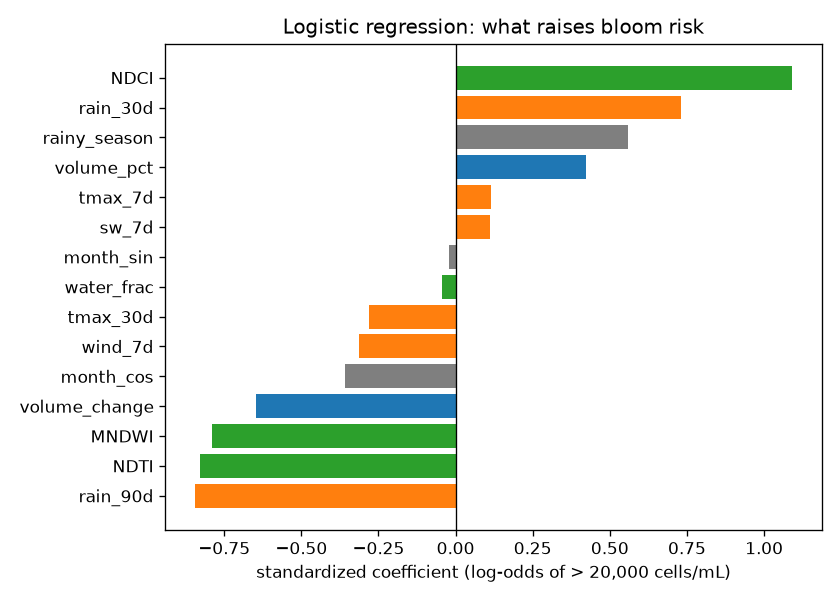 Logistic regression: what raises bloom risk
NDCI
rain_30d
rainy_season
volume_pct
tmax_7d
sw_7d
month_sin
water_frac
tmax_30d
wind_7d
month_cos
volume_change
MNDWI
NDTI
rain_90d
−0.75 −0.50 −0.25 0.00 0.25 0.50 0.75 1.00
standardized coefficient (log-odds of > 20,000 cells/mL)